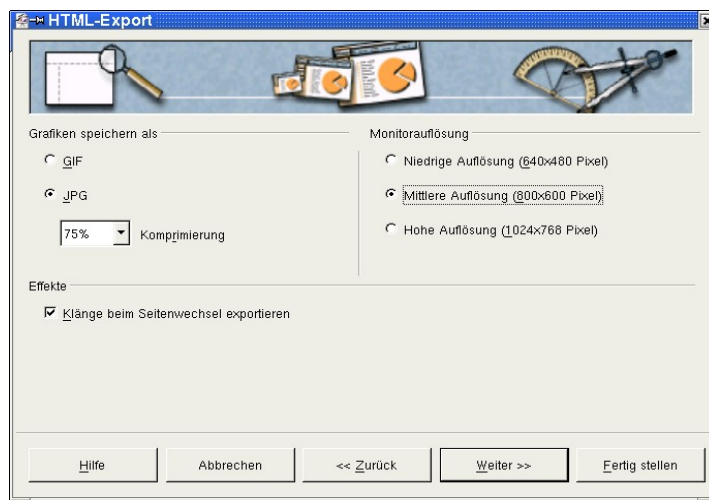 HTML-Export
Grafiken speichern als
GIF
JPG
75% Komprimierung
Monitorauflösung
Niedrige Auflösung (640x480 Pixel)
Mittlere Auflösung (800x600 Pixel)
Hohe Auflösung (1024x768 Pixel)
Effekte
Klänge beim Seitenwechsel exportieren
Hilfe
Abbrechen
<< Zurück
Weiter >>
Fertig stellen